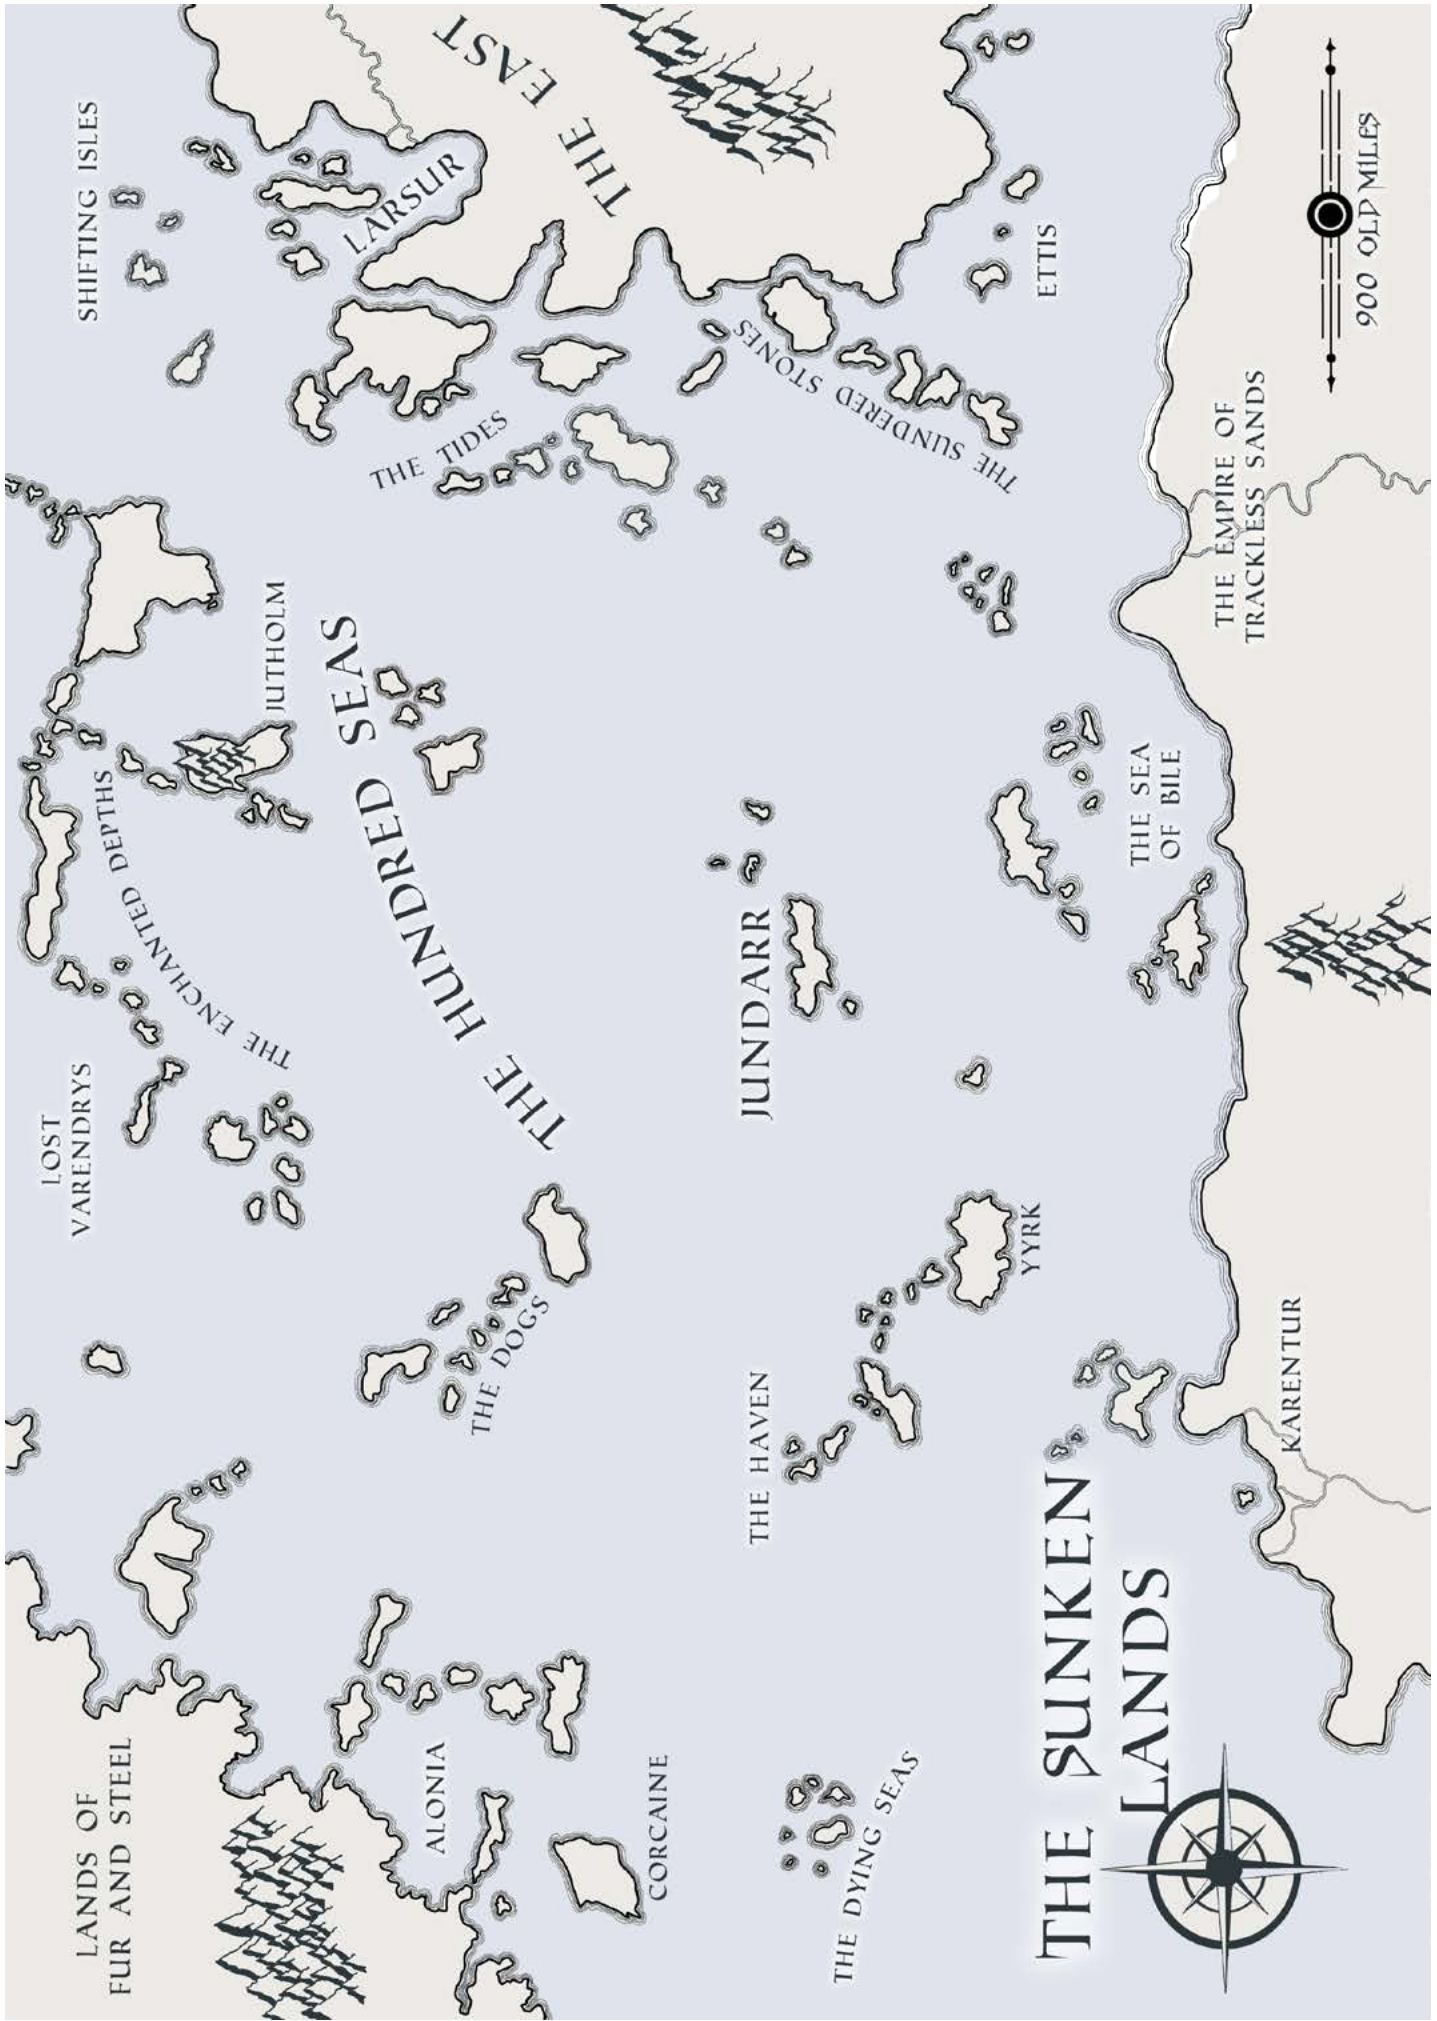 LANDS OF
FUR AND STEEL
LOST
VARENDRYS
THE ENCHANTED DEPTHS
JUTHOLM
SHIFTING ISLES
LARSUR
THE EAST
THE HUNDRED SEAS
THE TIDES
THE DOGS
ALONIA
CORCAINE
THE HAVEN
JUNDARR
THE SUNDERED STONES
ETTIS
THE DYING SEAS
YYRK
THE SEA
OF BILE
THE SUNKEN
LANDS
KARENTUR
THE EMPIRE OF
TRACKLESS SANDS
900 OLD MILES